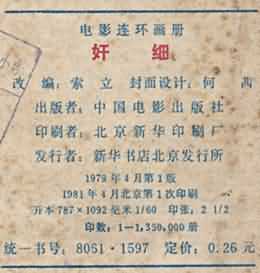 电影连环画册
奸细
改编：索立 封面设计：何茜
出版者：中国电影出版社
印刷者：北京新华印刷厂
发行者：新华书店北京发行所
1979年4月第1版
1981年4月北京第1次印刷
开本787×1092毫米1/60 印张：2 1/2
印数：1—1,350,000册
统一书号：8061·1597 定价：0.26元